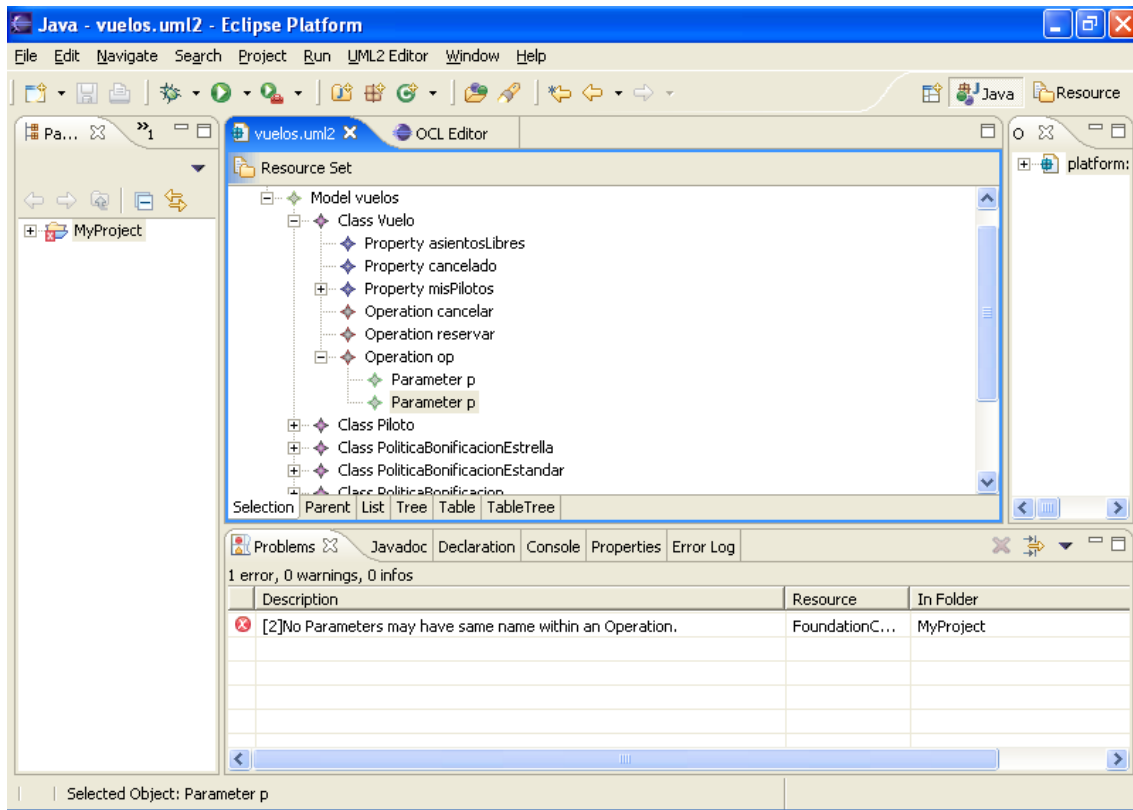 Java - vuelos.uml2 - Eclipse Platform
File Edit Navigate Search Project Run UML2 Editor Window Help
Java Resource
Pa... »1
vuelos.uml2 OCL Editor
O
Resource Set
platform:
MyProject
Model vuelos
Class Vuelo
Property asientosLibres
Property cancelado
Property misPilotos
Operation cancelar
Operation reservar
Operation op
Parameter p
Parameter p
Class Piloto
Class PoliticaBonificacionEstrella
Class PoliticaBonificacionEstandar
Class PoliticaBonificacion
Selection Parent List Tree Table TableTree
Problems Javadoc Declaration Console Properties Error Log
1 error, 0 warnings, 0 infos
Description Resource In Folder
[2]No Parameters may have same name within an Operation. FoundationC... MyProject
Selected Object: Parameter p